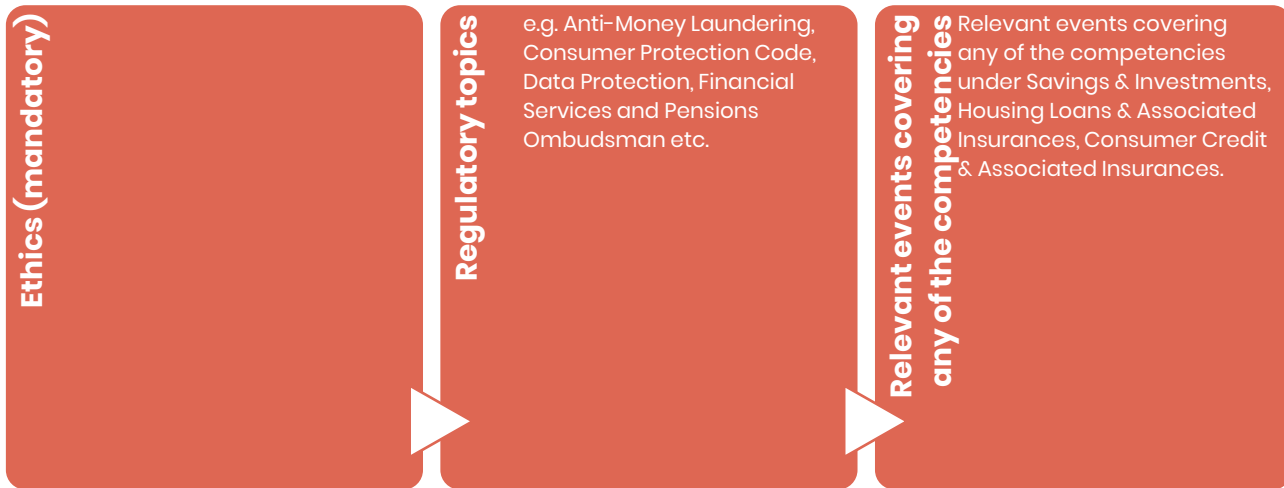 Ethics (mandatory)
Regulatory topics
e.g. Anti-Money Laundering,
Consumer Protection Code,
Data Protection, Financial
Services and Pensions
Ombudsman etc.
Relevant events covering
any of the competencies
Relevant events covering
any of the competencies
under Savings & Investments,
Housing Loans & Associated
Insurances, Consumer Credit
& Associated Insurances.